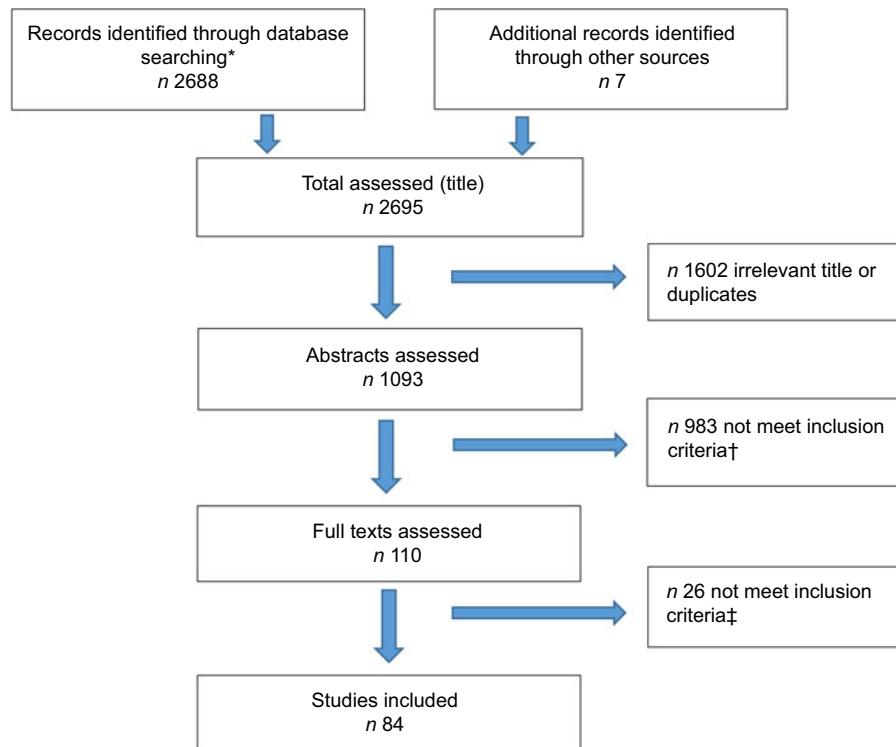 Records identified through database
searching*
n 2688
Additional records identified
through other sources
n 7
Total assessed (title)
n 2695
n 1602 irrelevant title or
duplicates
Abstracts assessed
n 1093
n 983 not meet inclusion
criteria†
Full texts assessed
n 110
n 26 not meet inclusion
criteria‡
Studies included
n 84